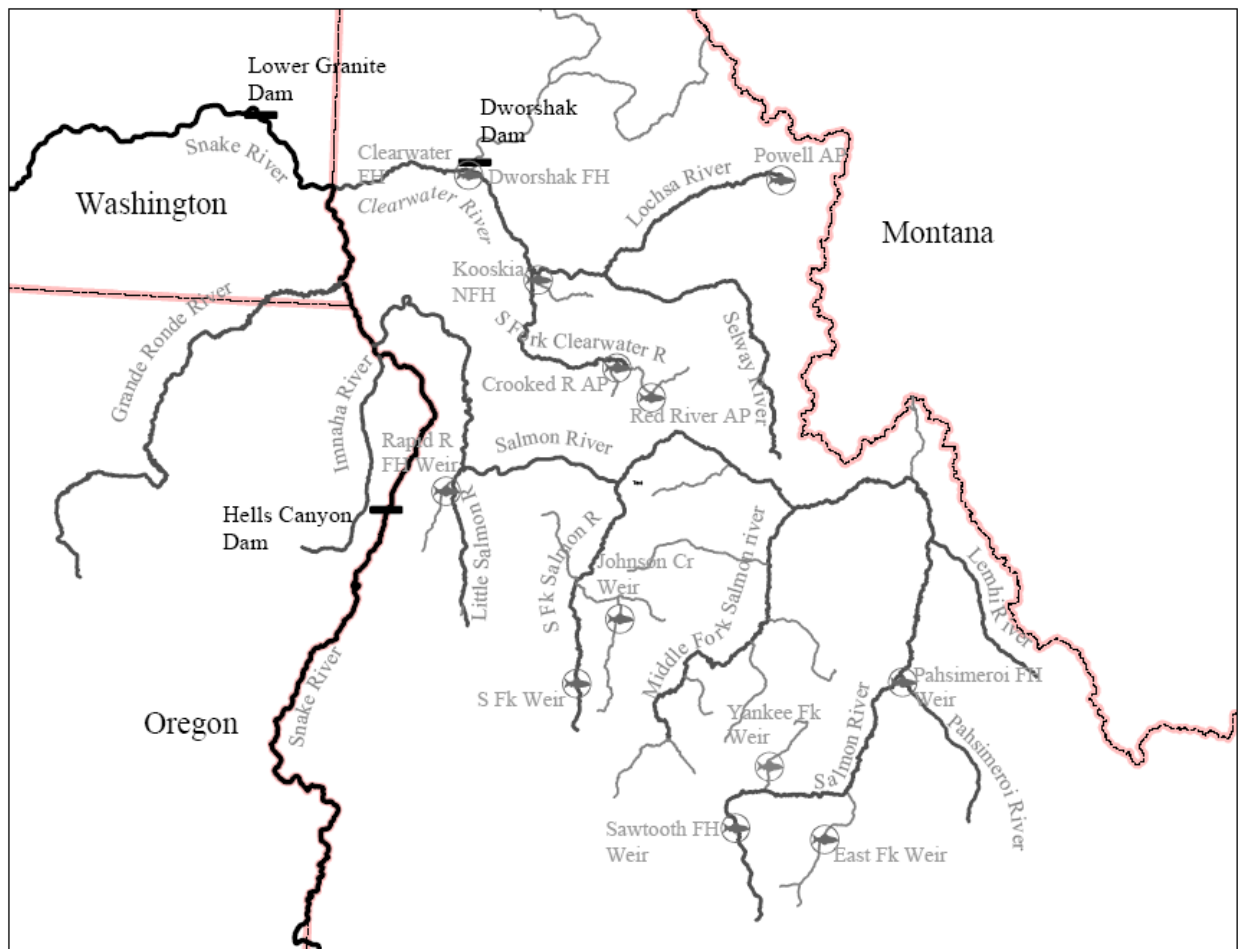 Lower Granite
Dam
Dworshak
Dam
Snake River
Clearwater
FH
Dworshak FH
Powell AP
Washington
Clearwater River
Lochsa River
Montana
Kooskia
NFH
Grande Ronde River
S Fork Clearwater R
Selway River
Crooked R AP
Red River AP
Imnaha River
Rapid R
FH Weir
Salmon River
Hells Canyon
Dam
Little Salmon R
S Fk Salmon R
Johnson Cr
Weir
Middle Fork Salmon river
Lemhi River
S Fk Weir
Pahsimeroi FH
Weir
Oregon
Snake River
Yankee Fk
Weir
Salmon River
Pahsimeroi River
Sawtooth FH
Weir
East Fk Weir